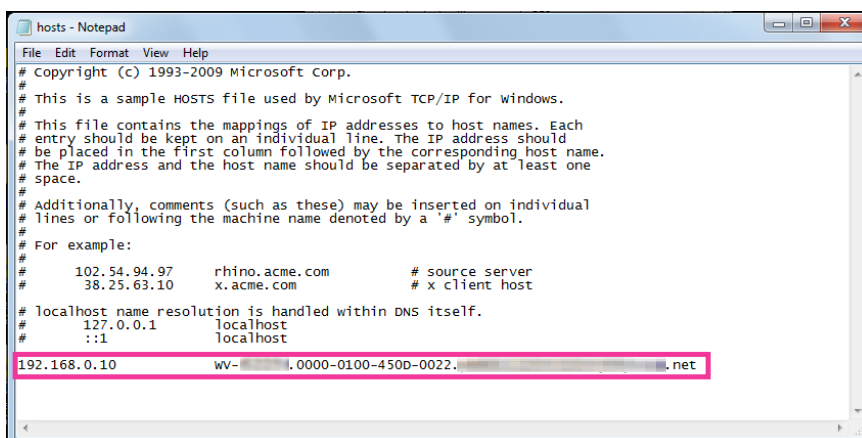 hosts - Notepad
File Edit Format View Help
# Copyright (c) 1993-2009 Microsoft Corp.
#
# This is a sample HOSTS file used by Microsoft TCP/IP for Windows.
#
# This file contains the mappings of IP addresses to host names. Each
# entry should be kept on an individual line. The IP address should
# be placed in the first column followed by the corresponding host name.
# The IP address and the host name should be separated by at least one
# space.
#
# Additionally, comments (such as these) may be inserted on individual
# lines or following the machine name denoted by a '#' symbol.
#
# For example:
#
#      102.54.94.97     rhino.acme.com          # source server
#       38.25.63.10     x.acme.com              # x client host

# localhost name resolution is handled within DNS itself.
#       127.0.0.1       localhost
#       ::1             localhost
192.168.0.10            WV- .0000-0100-450D-0022. .net